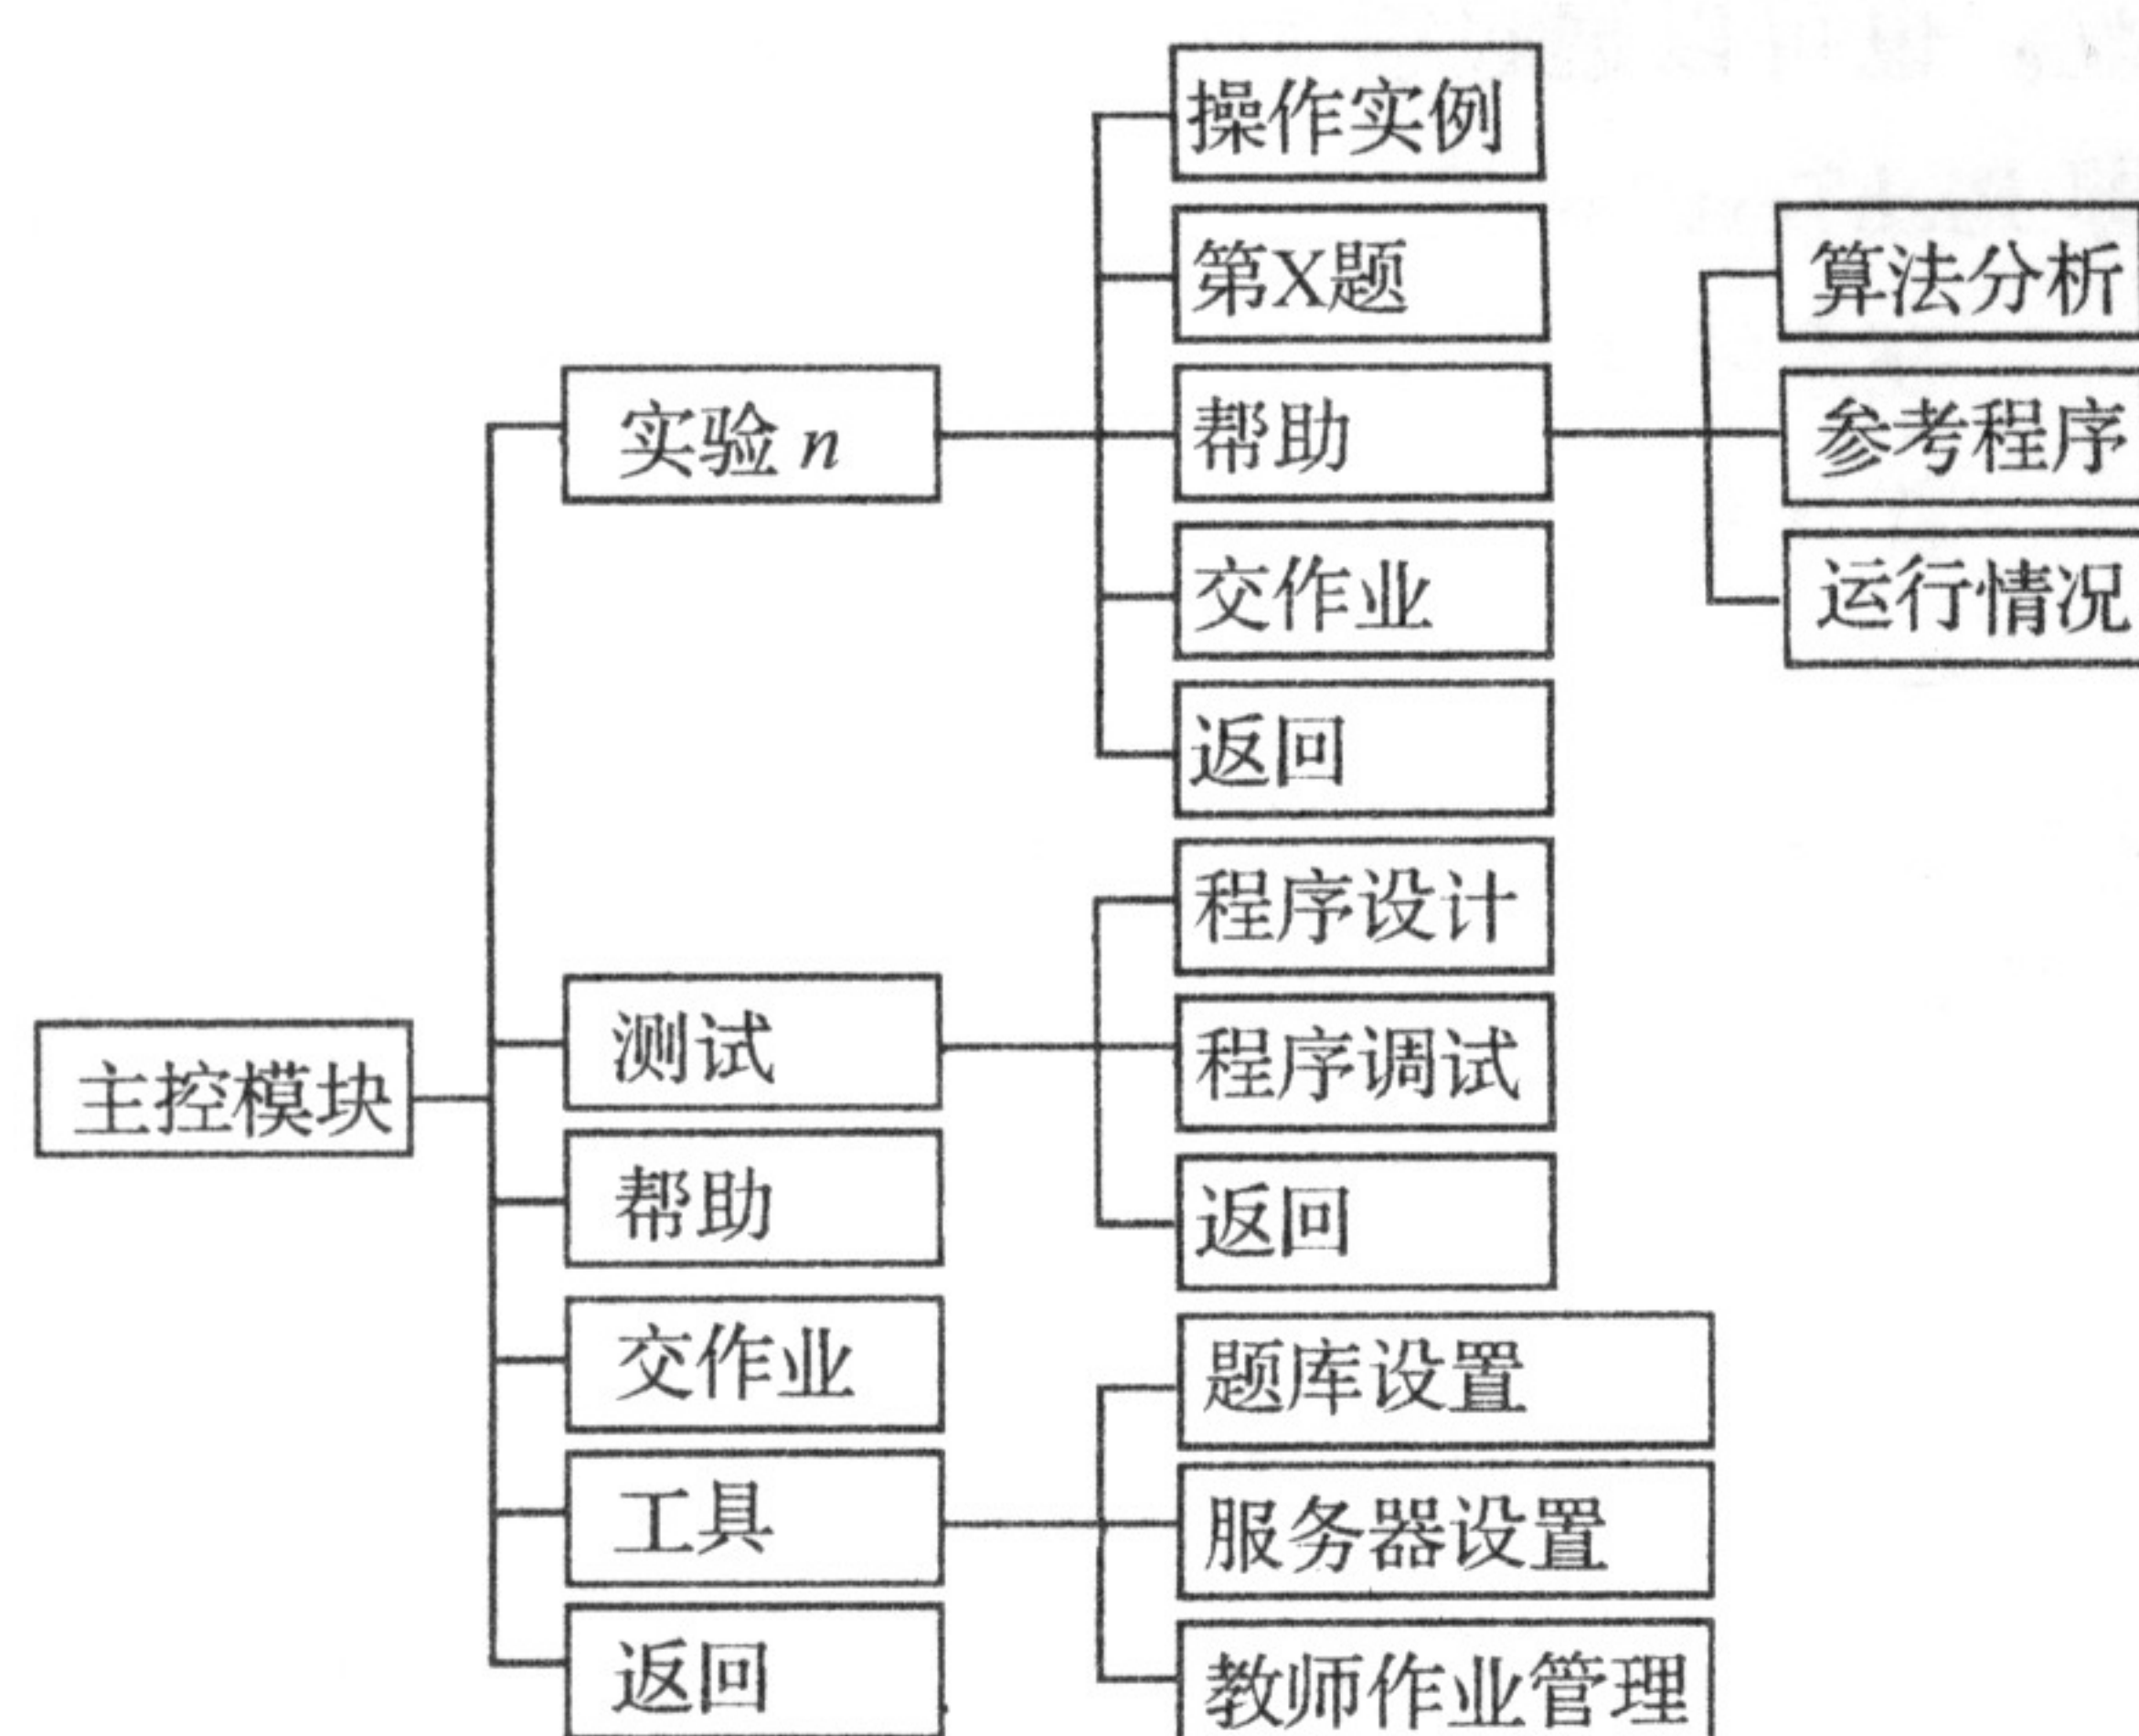 操作实例
第X题
算法分析
实验 n
帮助
参考程序
交作业
运行情况
返回
程序设计
主控模块
测试
程序调试
帮助
返回
交作业
题库设置
工具
服务器设置
返回
教师作业管理